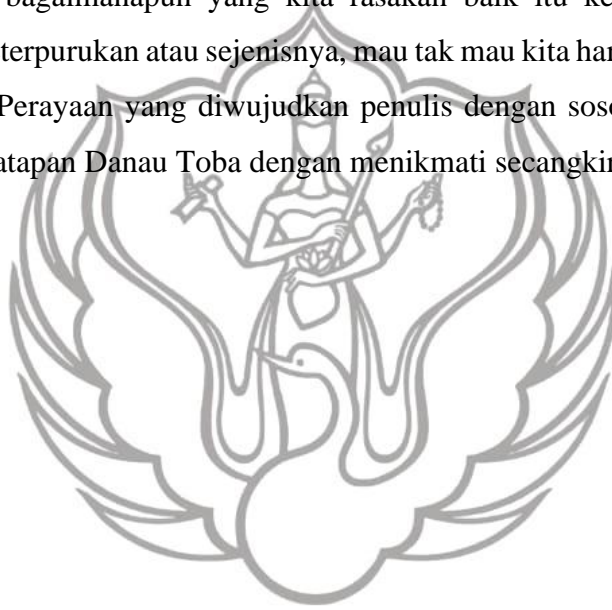 bagaimanapun yang kita rasakan baik itu ke
terpurukan atau sejenisnya, mau tak mau kita har
Perayaan yang diwujudkan penulis dengan soso
atapan Danau Toba dengan menikmati secangkir